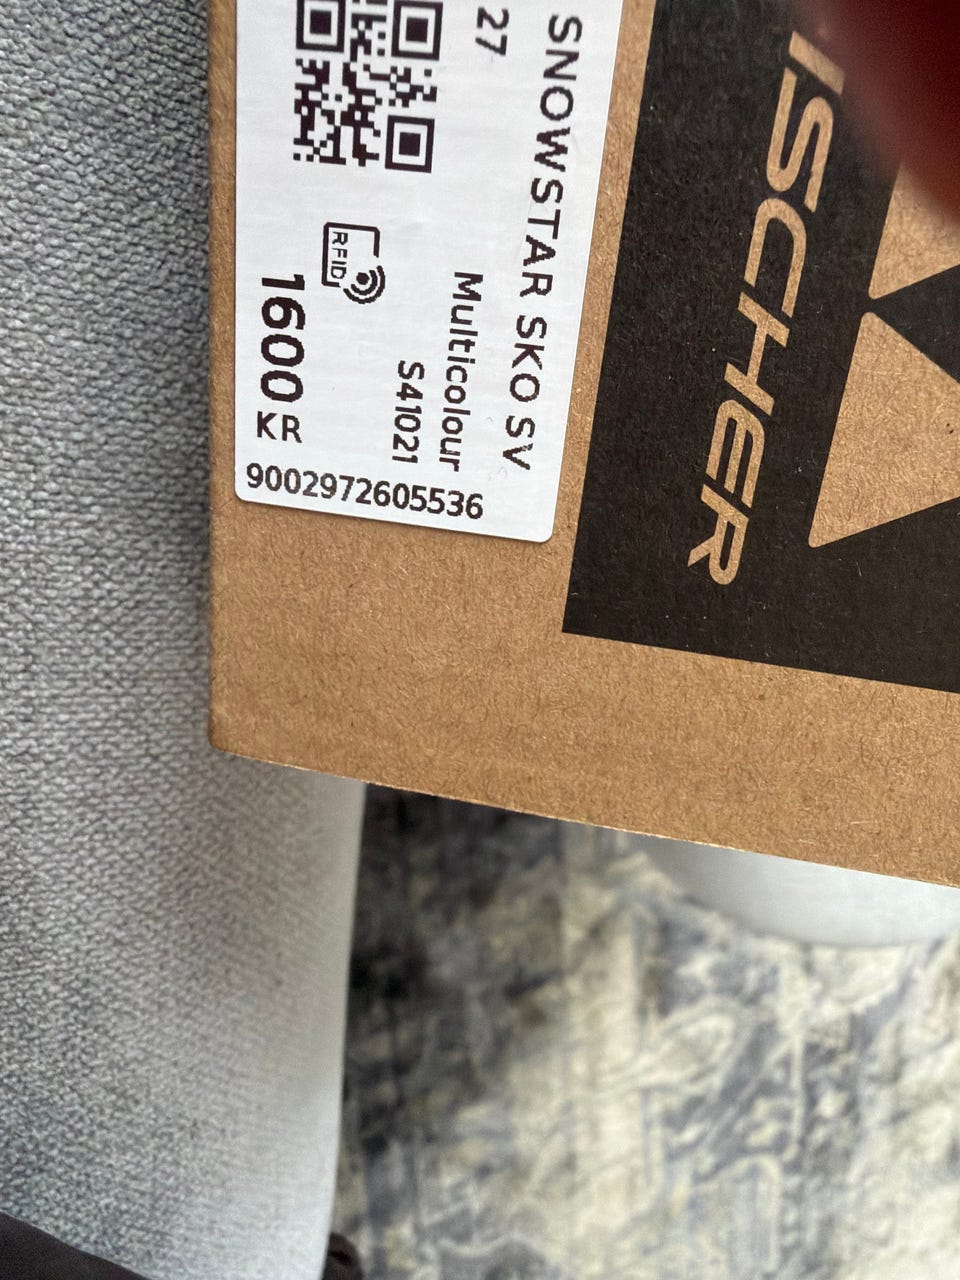 SNOWSTAR SKO SV
27
Multicolour
S41021
RFID
1600 KR
9002972605536
ISCHER